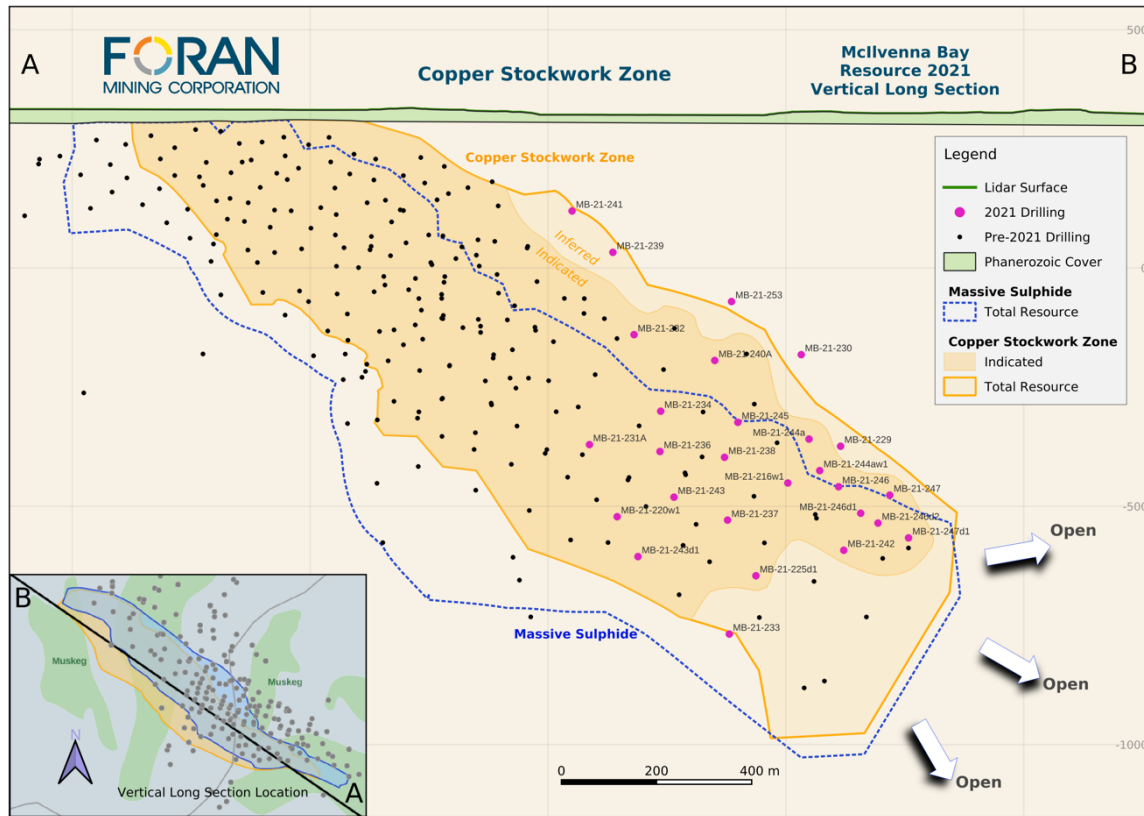 A
FORAN
MINING CORPORATION
Copper Stockwork Zone
McIlvenna Bay
Resource 2021
Vertical Long Section
B
500
0
-500
-1000
Legend
Lidar Surface
2021 Drilling
Pre-2021 Drilling
Phanerozoic Cover
Massive Sulphide
Total Resource
Copper Stockwork Zone
Indicated
Total Resource
Copper Stockwork Zone
Inferred
Indicated
MB-21-241
MB-21-239
MB-21-253
MB-21-232
MB-21-230
MB-21-240A
MB-21-234
MB-21-245
MB-21-244a
MB-21-229
MB-21-231A
MB-21-236
MB-21-238
MB-21-244aw1
MB-21-216w1
MB-21-246
MB-21-247
MB-21-243
MB-21-246d1
MB-21-220w1
MB-21-237
MB-21-247d1
MB-21-242
MB-21-243d1
MB-21-225d1
MB-21-233
Massive Sulphide
Open
Open
Open
0 200 400 m
B
Muskeg
Muskeg
N
Vertical Long Section Location
A